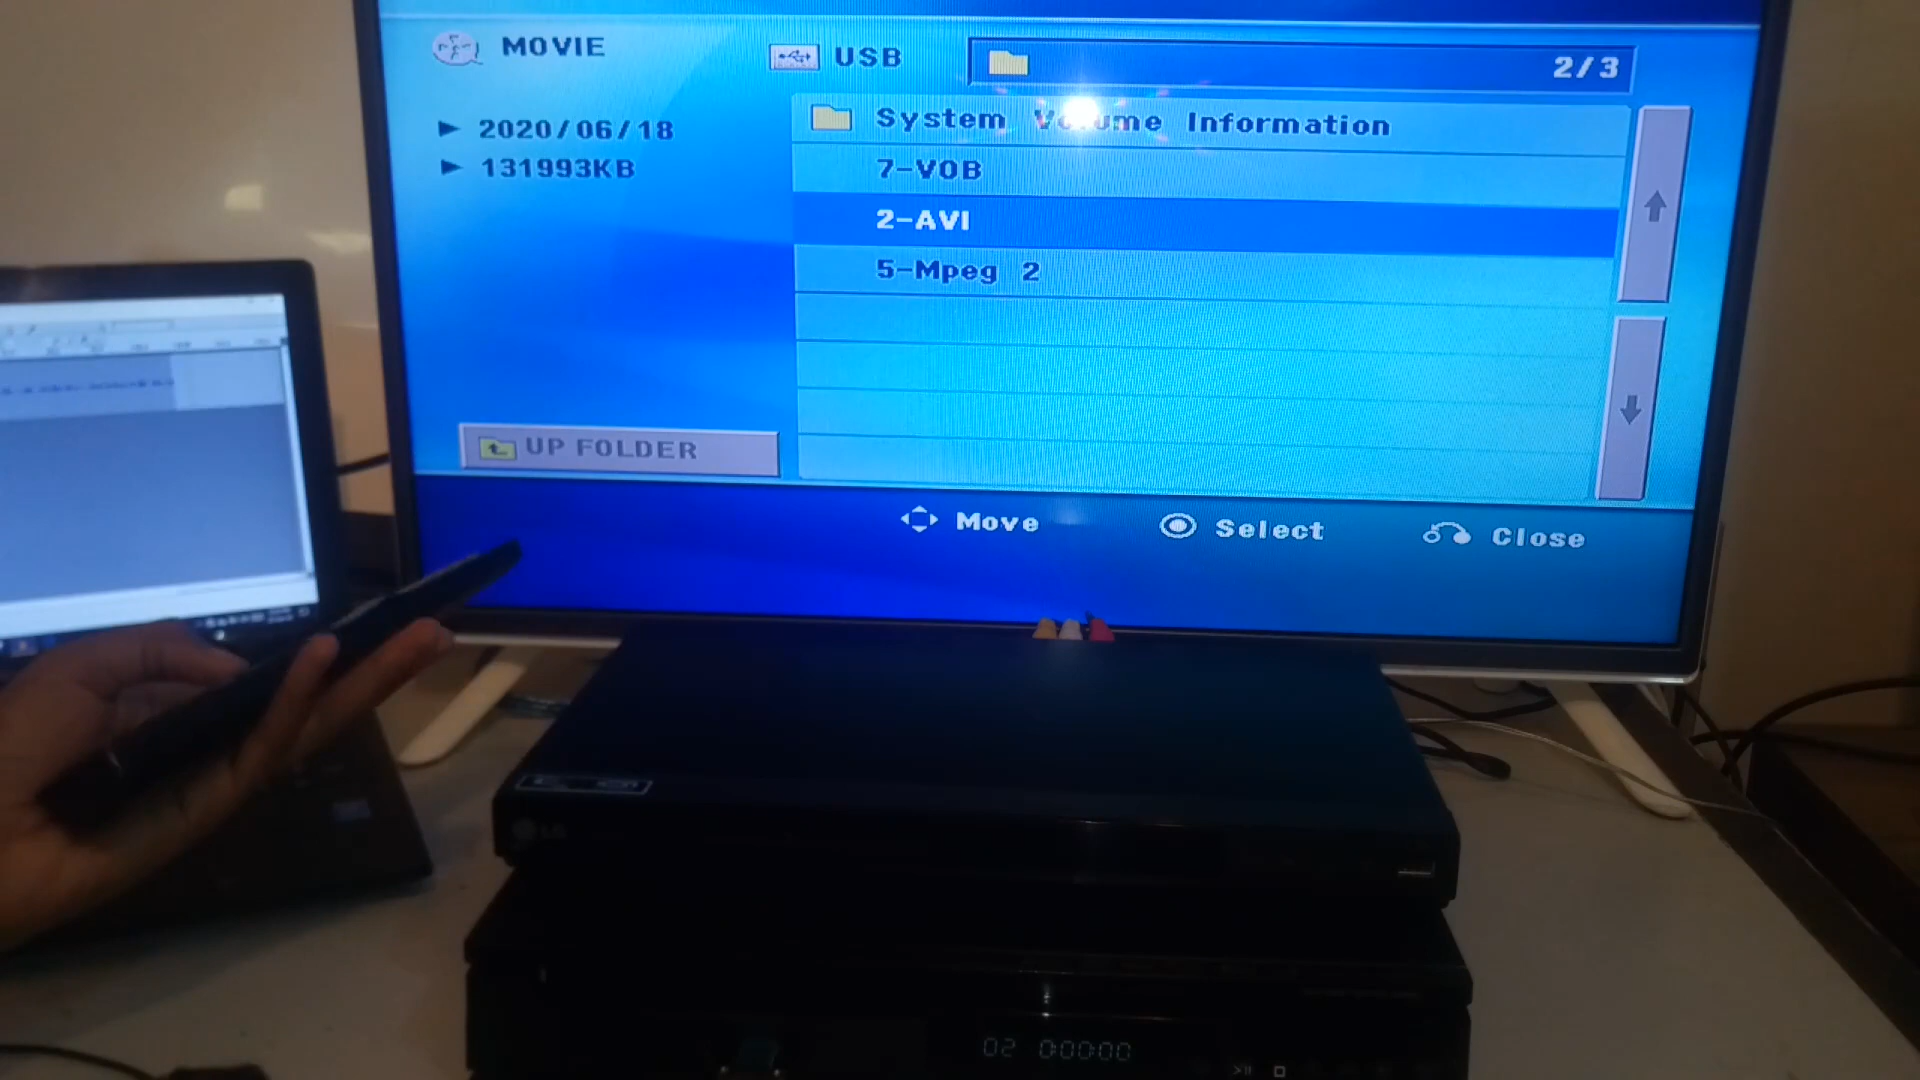 MOVIE
USB
2/3
2020/06/18
131993KB
System Volume Information
7-VOB
2-AVI
5-Mpeg 2
UP FOLDER
Move
Select
Close
LG
02 00000